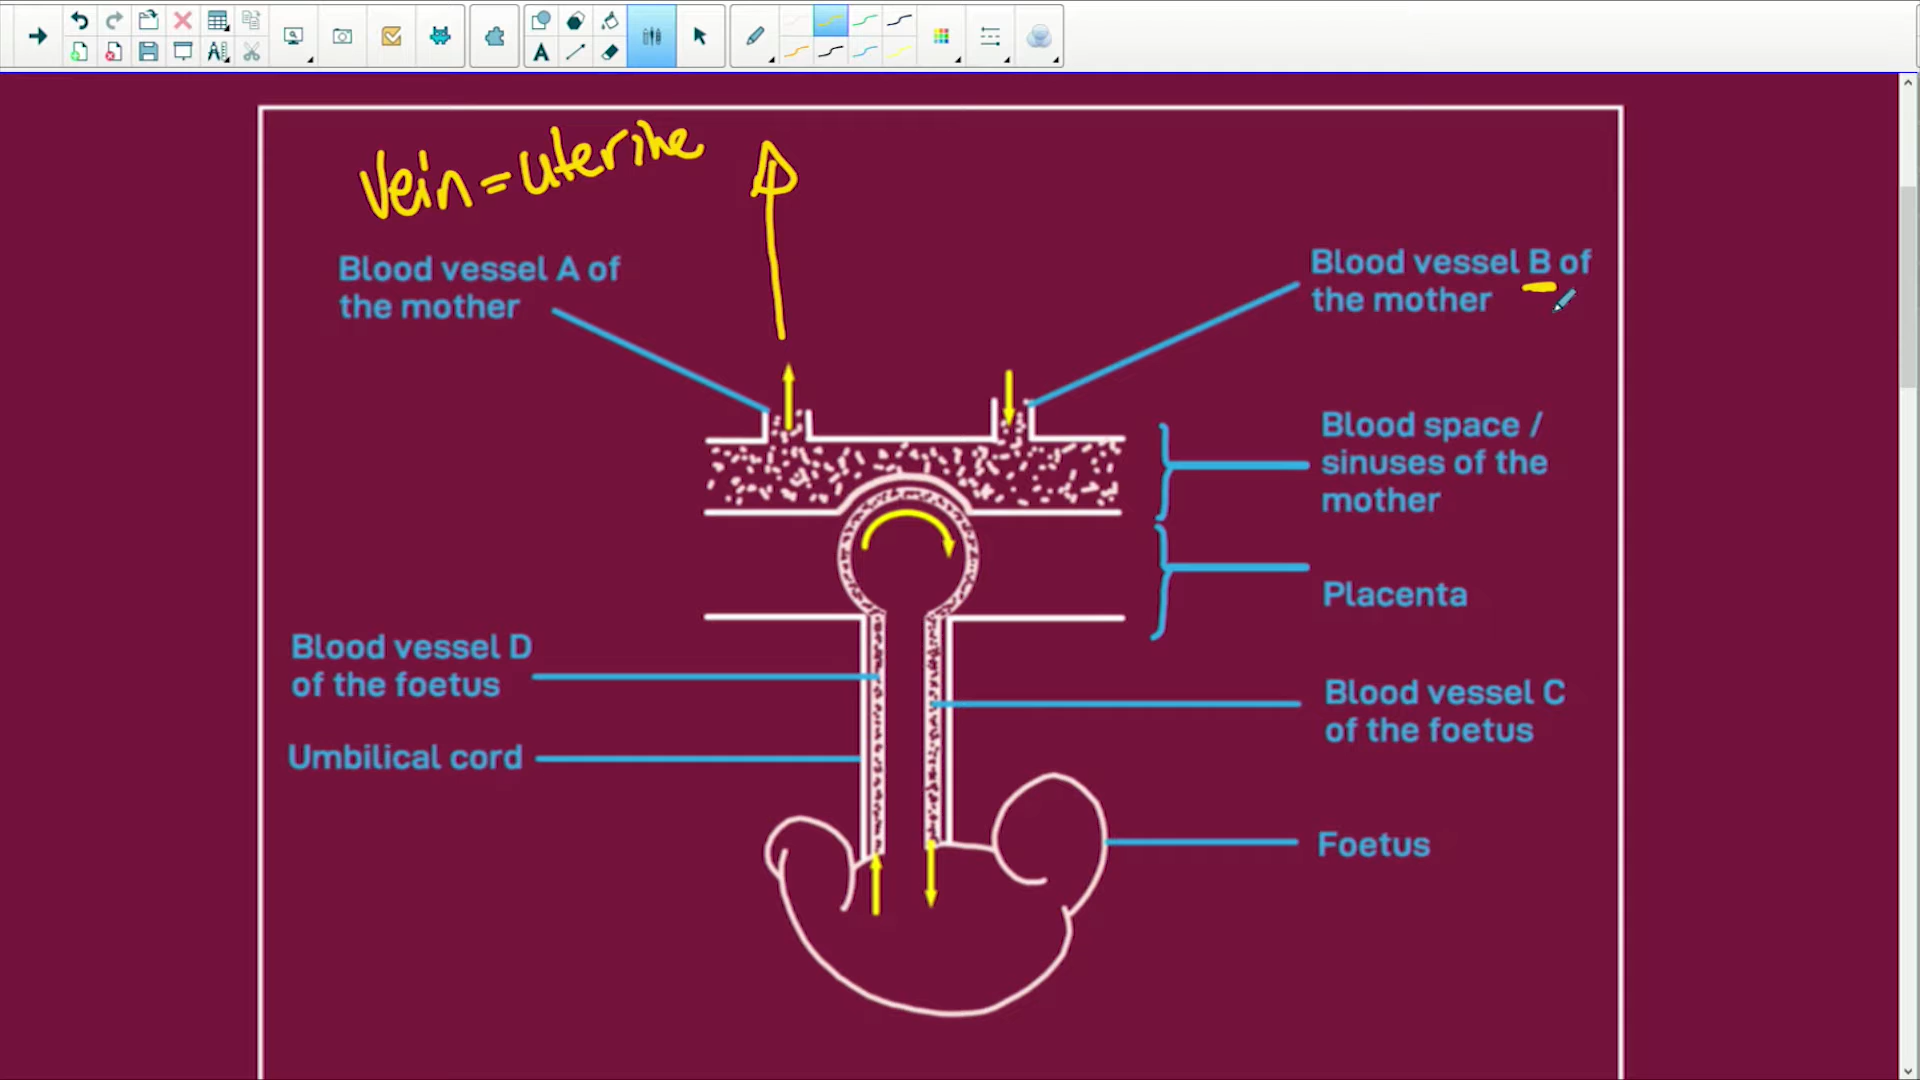 Vein = uterine
Blood vessel A of
the mother
Blood vessel B of
the mother
Blood space /
sinuses of the
mother
Placenta
Blood vessel D
of the foetus
Blood vessel C
of the foetus
Umbilical cord
Foetus